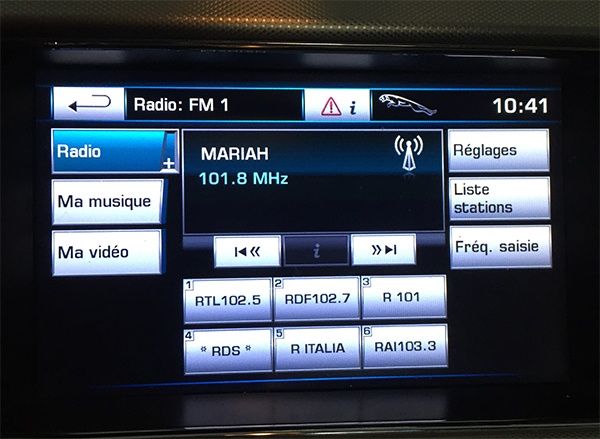 Radio: FM 1
i
10:41
Radio
+
MARIAH
101.8 MHz
Réglages
Ma musique
Liste
stations
Ma vidéo
i
Fréq. saisie
1
RTL102.5
2
RDF102.7
3
R 101
4
* RDS *
5
R ITALIA
6
RAI103.3